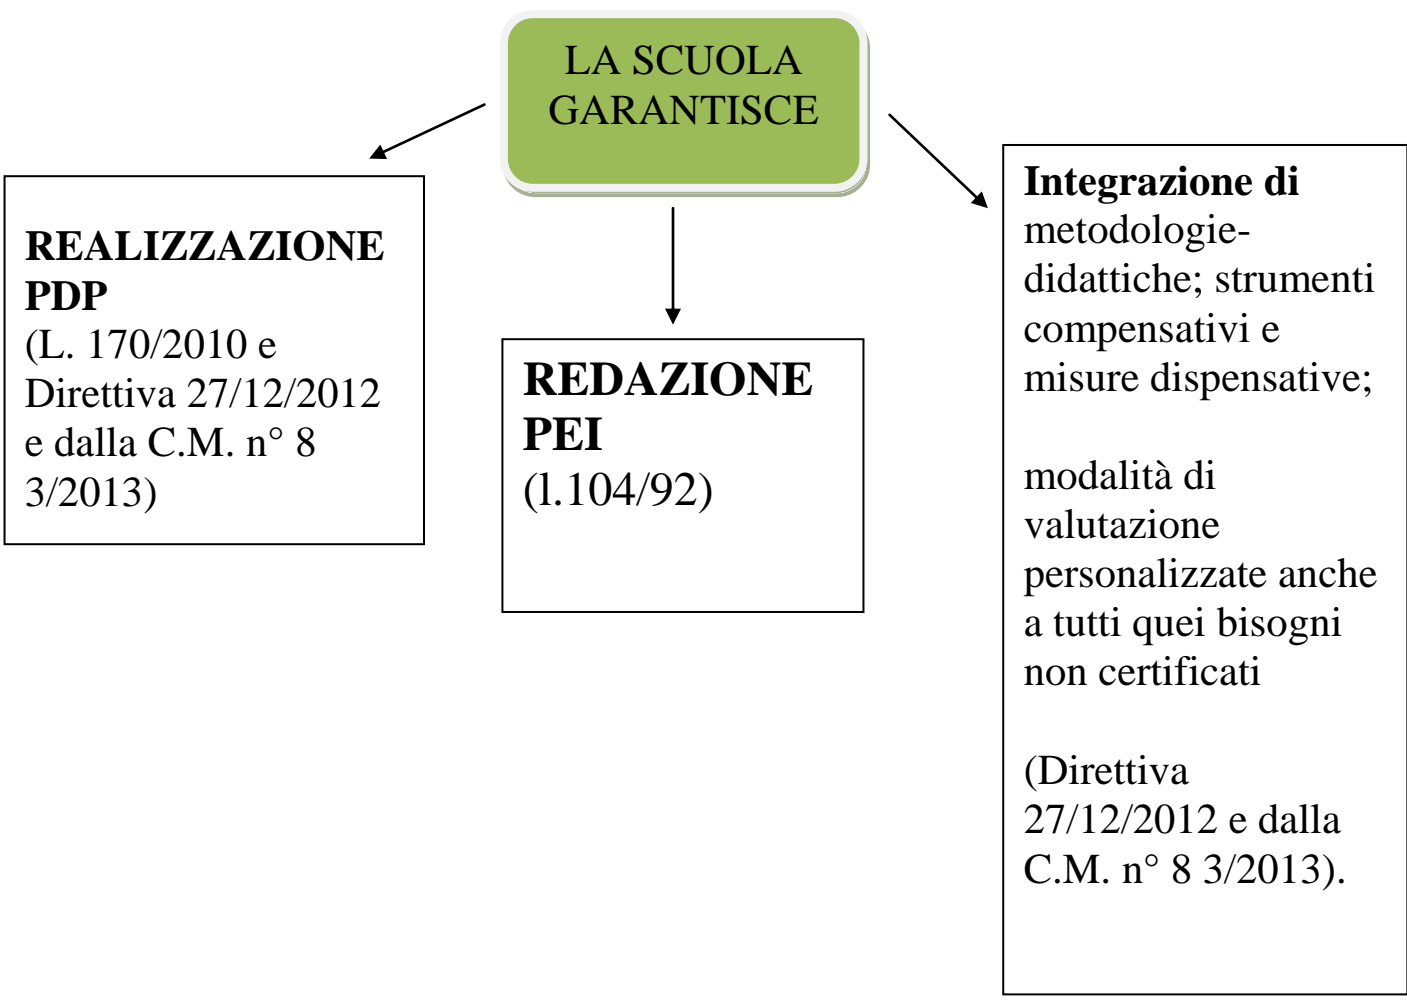 LA SCUOLA
GARANTISCE
REALIZZAZIONE
PDP
(L. 170/2010 e
Direttiva 27/12/2012
e dalla C.M. n° 8
3/2013)
REDAZIONE
PEI
(l.104/92)
Integrazione di
metodologie-
didattiche; strumenti
compensativi e
misure dispensative;
modalità di
valutazione
personalizzate anche
a tutti quei bisogni
non certificati
(Direttiva
27/12/2012 e dalla
C.M. n° 8 3/2013).